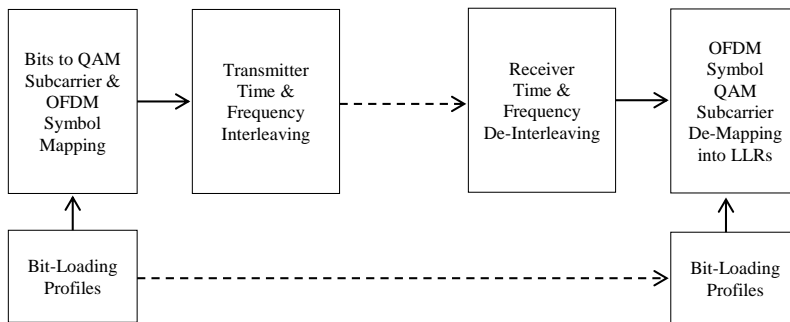 Bits to QAM
Subcarrier &
OFDM
Symbol
Mapping
Transmitter
Time &
Frequency
Interleaving
Receiver
Time &
Frequency
De-Interleaving
OFDM
Symbol
QAM
Subcarrier
De-Mapping
into LLRs
Bit-Loading
Profiles
Bit-Loading
Profiles